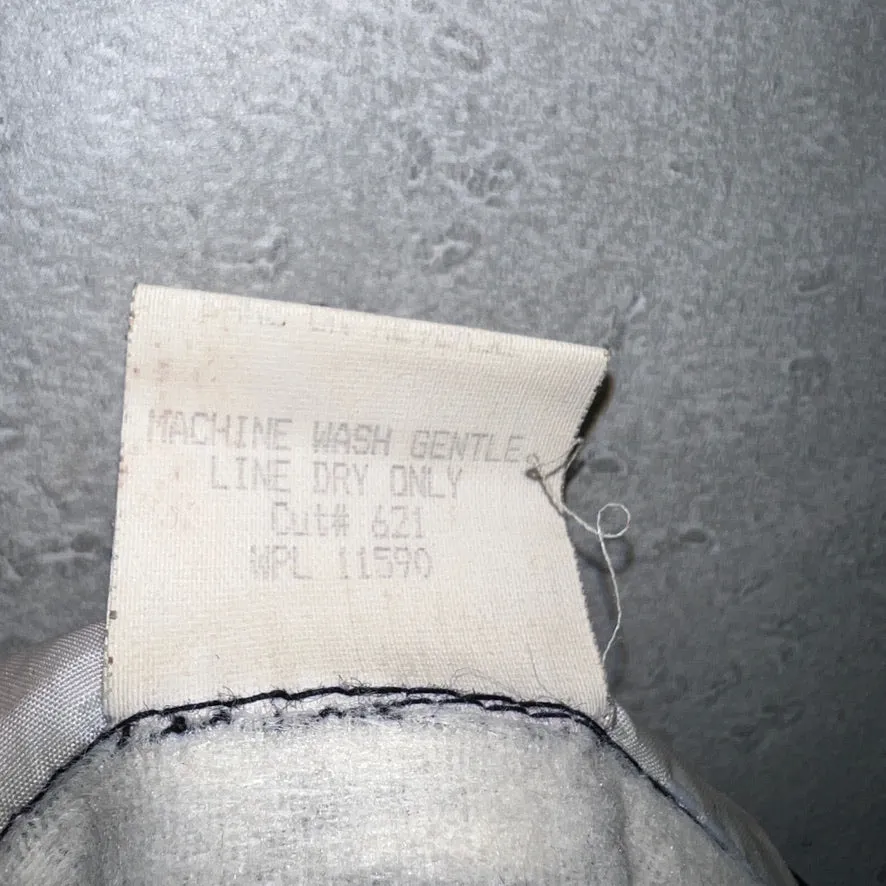 MACHINE WASH GENTLE,
LINE DRY ONLY
Cut# 621
WPL 11590